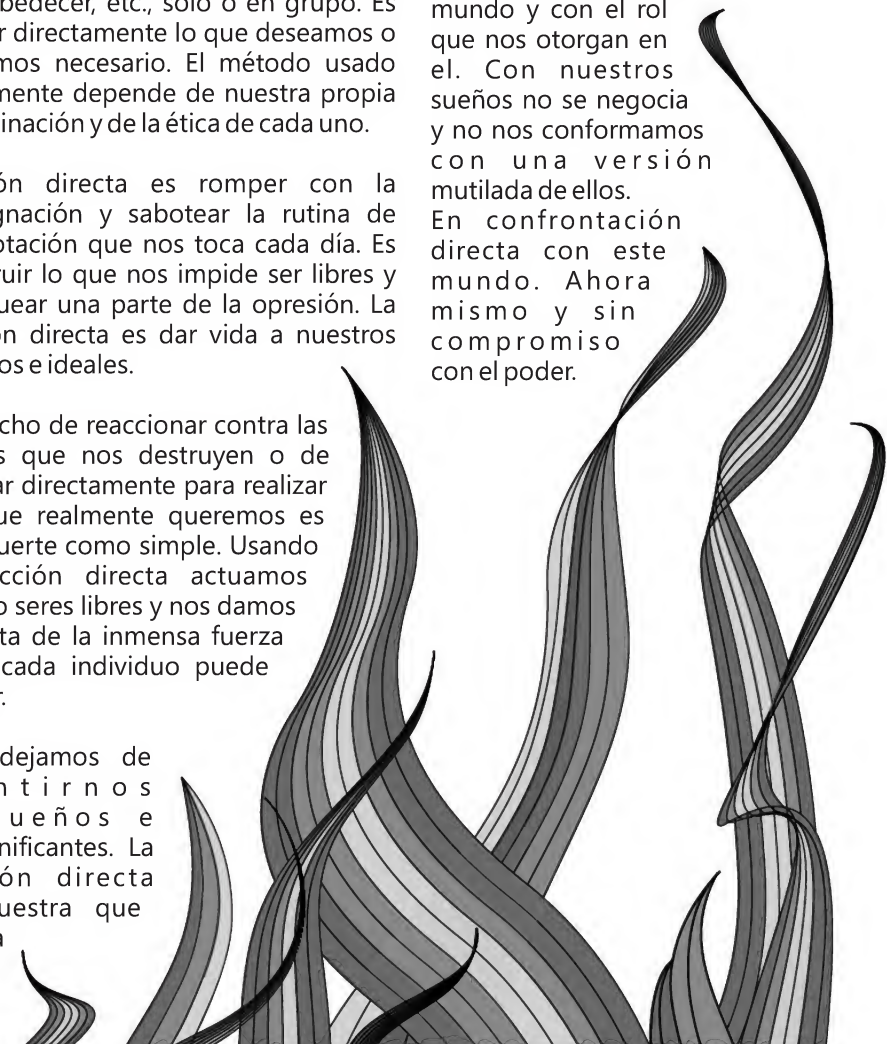 bedecer, etc., solo o en grupo. Es
r directamente lo que deseamos o
mos necesario. El método usado
mente depende de nuestra propia
inación y de la ética de cada uno.
ón directa es romper con la
gnación y sabotear la rutina de
otación que nos toca cada día. Es
ruir lo que nos impide ser libres y
uear una parte de la opresión. La
ón directa es dar vida a nuestros
os e ideales.
cho de reaccionar contra las
s que nos destruyen o de
ar directamente para realizar
ue realmente queremos es
uerte como simple. Usando
cción directa actuamos
o seres libres y nos damos
ta de la inmensa fuerza
cada individuo puede
r.
dejamos de
ntirnos
ueños e
nificantes. La
ón directa
uestra que
a
mundo y con el rol
que nos otorgan en
el. Con nuestros
sueños no se negocia
y no nos conformamos
con una versión
mutilada de ellos.
En confrontación
directa con este
mundo. Ahora
mismo y sin
compromiso
con el poder.